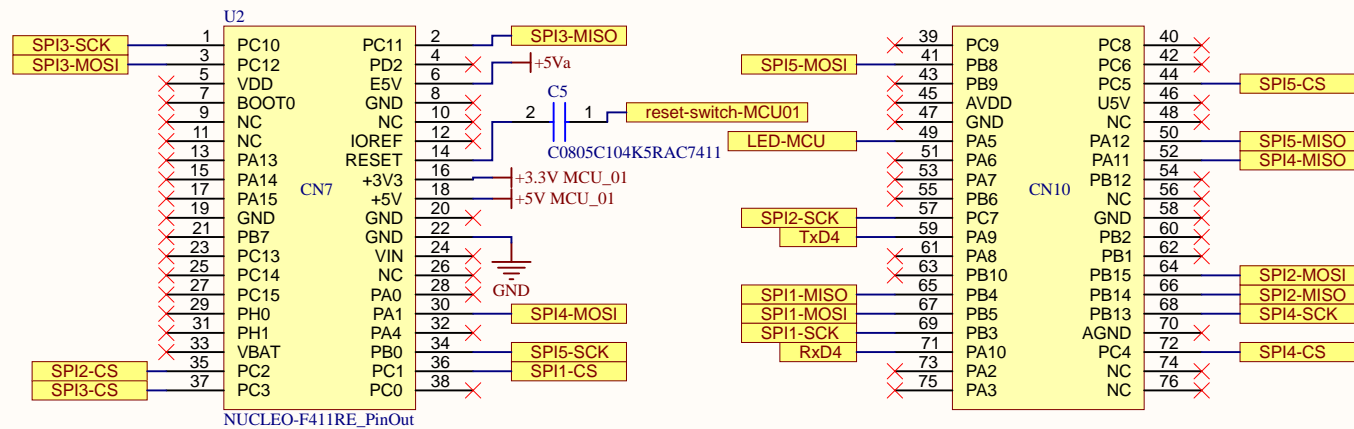 U2
SPI3-SCK 1 PC10 PC11 2 SPI3-MISO
SPI3-MOSI 3 PC12 PD2 4
5 VDD E5V 6 +5Va
7 BOOT0 GND 8
9 NC NC 10
11 NC IOREF 12
13 PA13 RESET 14
15 PA14 +3V3 16 +3.3V MCU_01
17 PA15 +5V 18 +5V MCU_01
19 GND GND 20
21 PB7 GND 22
23 PC13 VIN 24
25 PC14 NC 26
27 PC15 PA0 28
29 PH0 PA1 30 SPI4-MOSI
31 PH1 PA4 32
33 VBAT PB0 34 SPI5-SCK
SPI2-CS 35 PC2 PC1 36 SPI1-CS
SPI3-CS 37 PC3 PC0 38
CN7
NUCLEO-F411RE_PinOut
C5
2 1 reset-switch-MCU01
C0805C104K5RAC7411
GND
39 PC9 PC8 40
SPI5-MOSI 41 PB8 PC6 42
43 PB9 PC5 44 SPI5-CS
45 AVDD U5V 46
47 GND NC 48
LED-MCU 49 PA5 PA12 50 SPI5-MISO
51 PA6 PA11 52 SPI4-MISO
53 PA7 PB12 54
55 PB6 NC 56
SPI2-SCK 57 PC7 GND 58
TxD4 59 PA9 PB2 60
61 PA8 PB1 62
63 PB10 PB15 64 SPI2-MOSI
SPI1-MISO 65 PB4 PB14 66 SPI2-MISO
SPI1-MOSI 67 PB5 PB13 68 SPI4-SCK
SPI1-SCK 69 PB3 AGND 70
RxD4 71 PA10 PC4 72 SPI4-CS
73 PA2 NC 74
75 PA3 NC 76
CN10